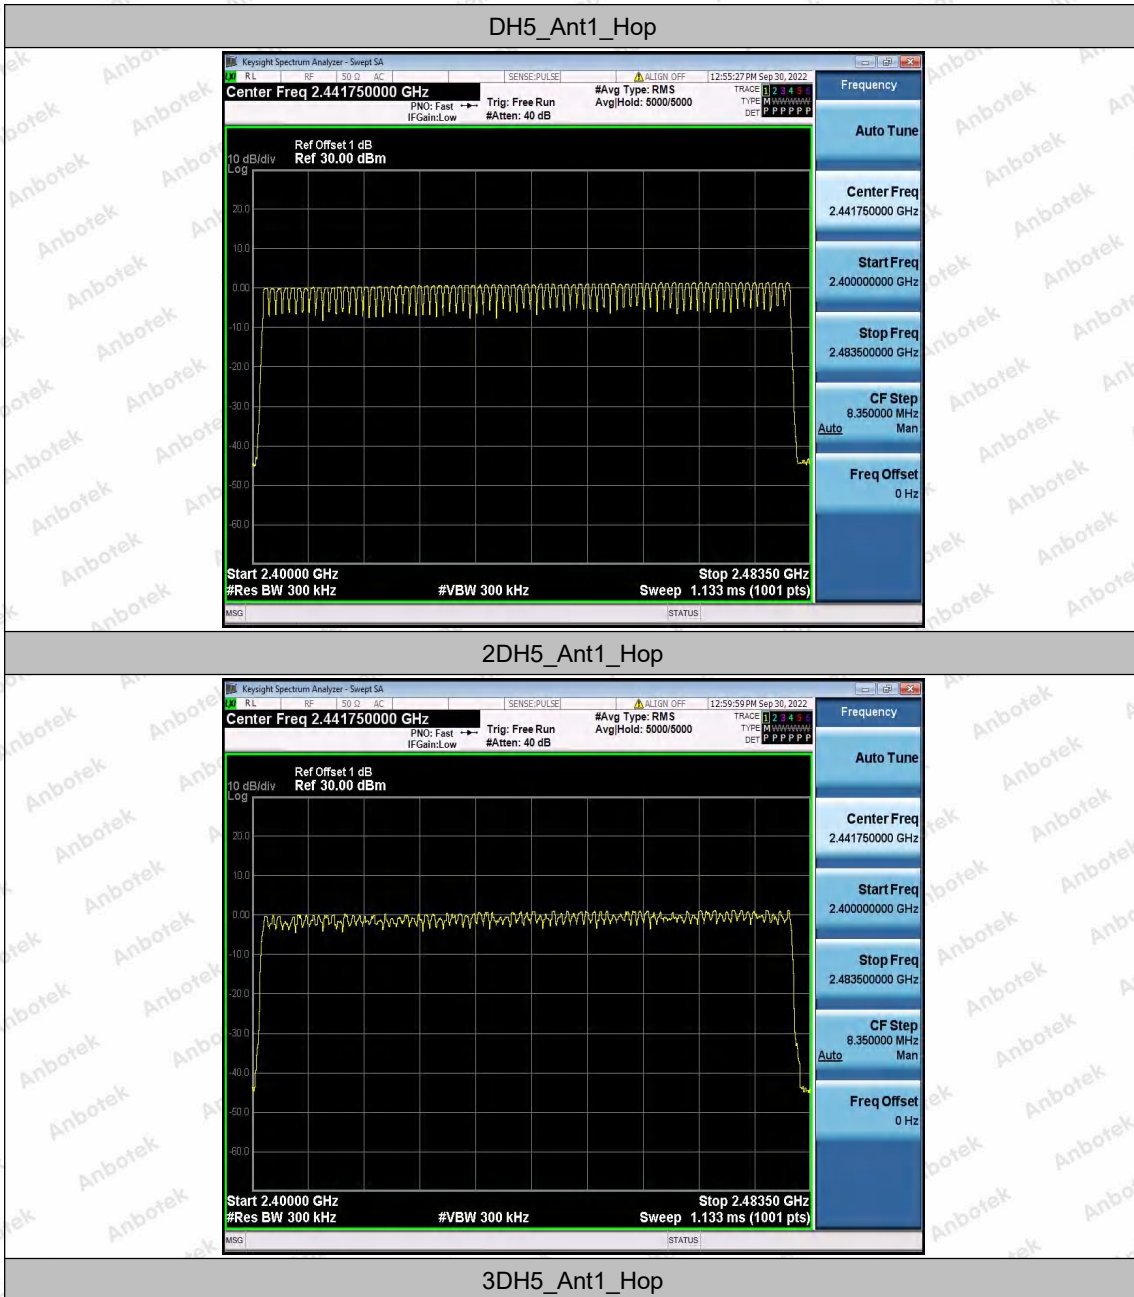 DH5_Ant1_Hop
Keysight Spectrum Analyzer - Swept SA
LXI RL RF 50 Ω AC SENSE:PULSE ALIGN OFF 12:55:27 PM Sep 30, 2022
Center Freq 2.441750000 GHz
PNO: Fast
IFGain:Low
Trig: Free Run
#Atten: 40 dB
#Avg Type: RMS
Avg|Hold: 5000/5000
TRACE 1 2 3 4 5 6
TYPE M WWWWW
DET P P P P P P
Frequency
Auto Tune
Center Freq
2.441750000 GHz
Start Freq
2.400000000 GHz
Stop Freq
2.483500000 GHz
CF Step
8.350000 MHz
Auto Man
Freq Offset
0 Hz
Ref Offset 1 dB
10 dB/div Ref 30.00 dBm
Log
20.0
10.0
0.00
-10.0
-20.0
-30.0
-40.0
-50.0
-60.0
Start 2.40000 GHz Stop 2.48350 GHz
#Res BW 300 kHz #VBW 300 kHz Sweep 1.133 ms (1001 pts)
MSG STATUS
2DH5_Ant1_Hop
Keysight Spectrum Analyzer - Swept SA
LXI RL RF 50 Ω AC SENSE:PULSE ALIGN OFF 12:59:59 PM Sep 30, 2022
Center Freq 2.441750000 GHz
PNO: Fast
IFGain:Low
Trig: Free Run
#Atten: 40 dB
#Avg Type: RMS
Avg|Hold: 5000/5000
TRACE 1 2 3 4 5 6
TYPE M WWWWW
DET P P P P P P
Frequency
Auto Tune
Center Freq
2.441750000 GHz
Start Freq
2.400000000 GHz
Stop Freq
2.483500000 GHz
CF Step
8.350000 MHz
Auto Man
Freq Offset
0 Hz
Ref Offset 1 dB
10 dB/div Ref 30.00 dBm
Log
20.0
10.0
0.00
-10.0
-20.0
-30.0
-40.0
-50.0
-60.0
Start 2.40000 GHz Stop 2.48350 GHz
#Res BW 300 kHz #VBW 300 kHz Sweep 1.133 ms (1001 pts)
MSG STATUS
3DH5_Ant1_Hop
Anbotek